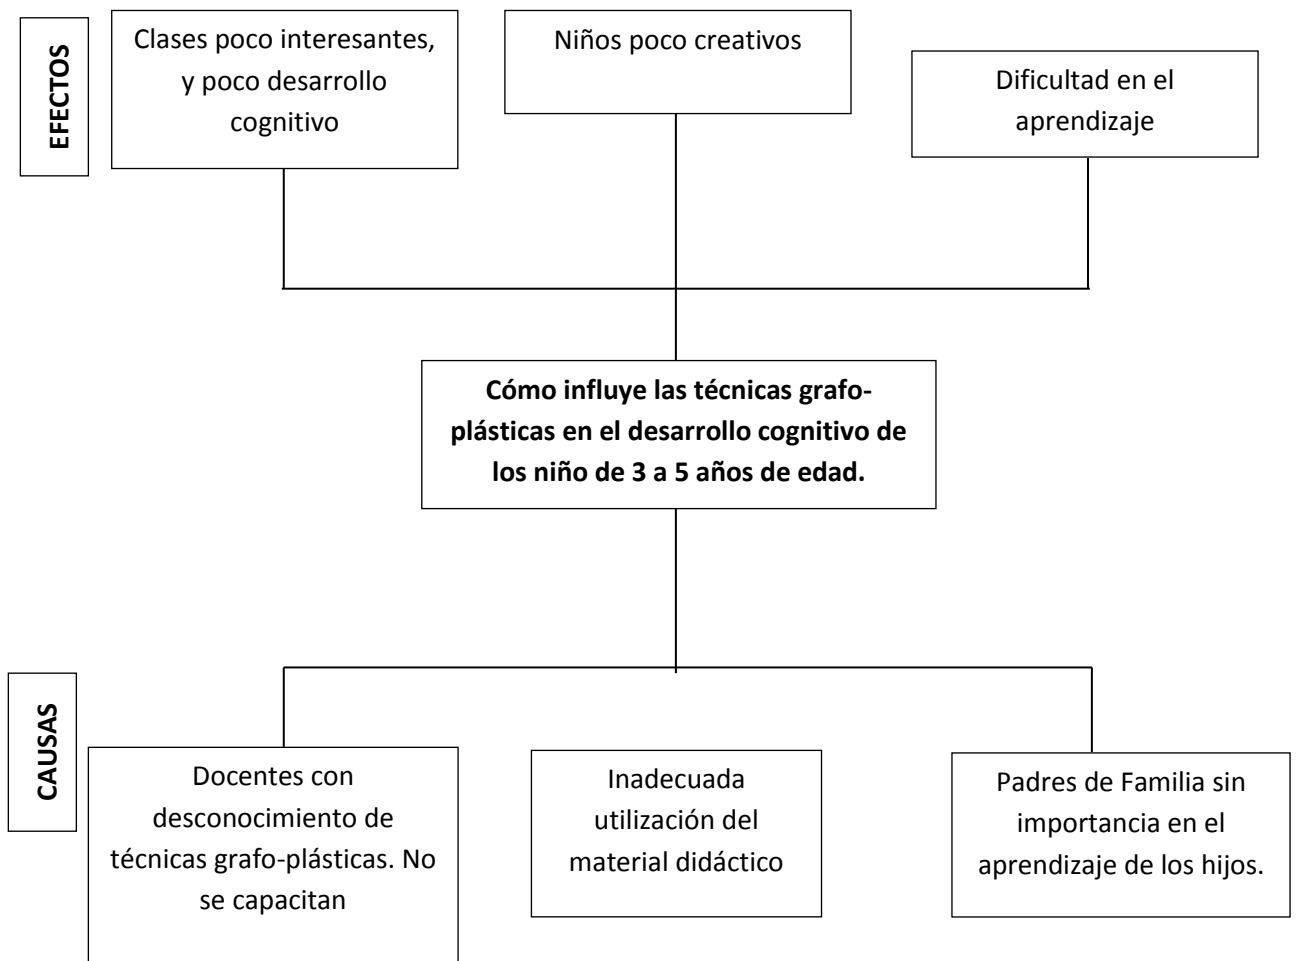 EFECTOS
Clases poco interesantes,
y poco desarrollo
cognitivo
Niños poco creativos
Dificultad en el
aprendizaje
Cómo influye las técnicas grafo-
plásticas en el desarrollo cognitivo de
los niño de 3 a 5 años de edad.
CAUSAS
Docentes con
desconocimiento de
técnicas grafo-plásticas. No
se capacitan
Inadecuada
utilización del
material didáctico
Padres de Familia sin
importancia en el
aprendizaje de los hijos.